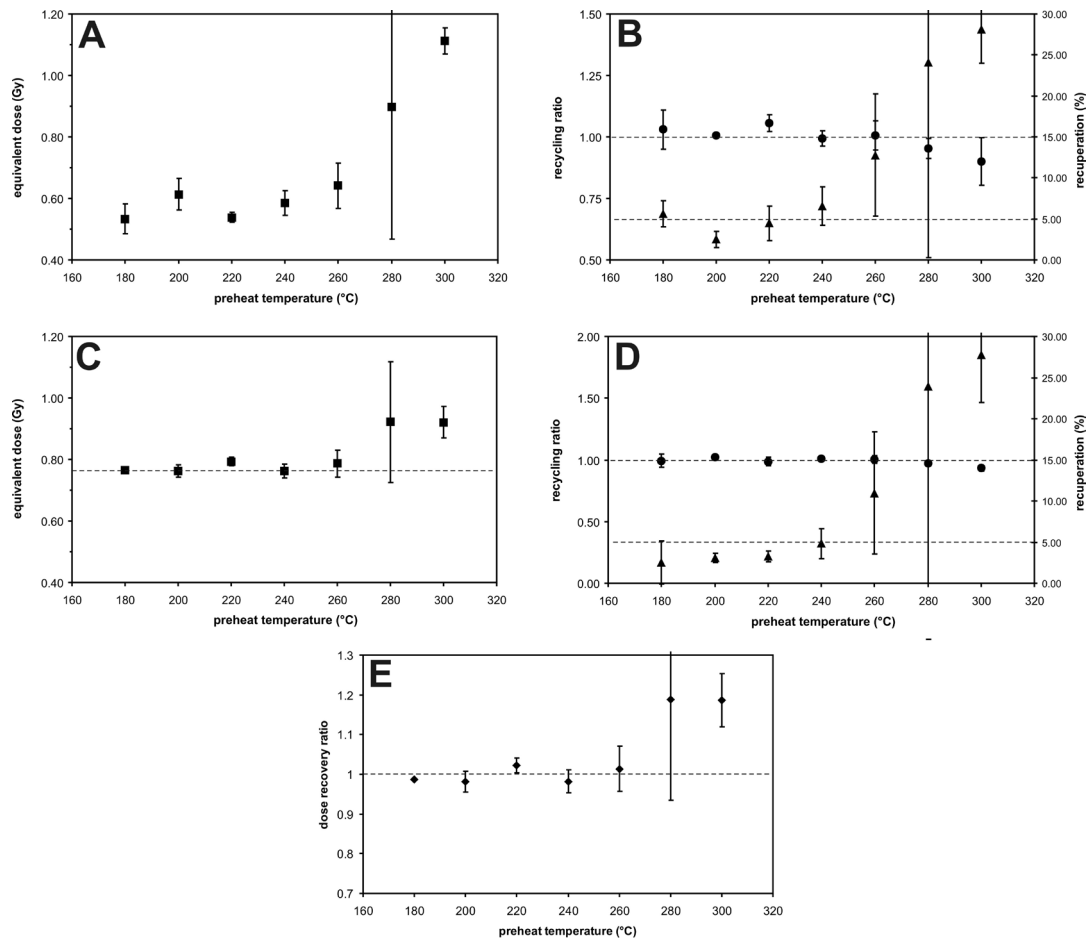 A
1.20
1.00
0.80
0.60
0.40
equivalent dose (Gy)
160 180 200 220 240 260 280 300 320
preheat temperature (°C)
B
1.50
1.25
1.00
0.75
0.50
recycling ratio
30.00
25.00
20.00
15.00
10.00
5.00
0.00
recuperation (%)
160 180 200 220 240 260 280 300 320
preheat temperature (°C)
C
1.20
1.00
0.80
0.60
0.40
equivalent dose (Gy)
160 180 200 220 240 260 280 300 320
preheat temperature (°C)
D
2.00
1.50
1.00
0.50
0.00
recycling ratio
30.00
25.00
20.00
15.00
10.00
5.00
0.00
recuperation (%)
160 180 200 220 240 260 280 300 320
preheat temperature (°C)
E
1.3
1.2
1.1
1
0.9
0.8
0.7
dose recovery ratio
160 180 200 220 240 260 280 300 320
preheat temperature (°C)